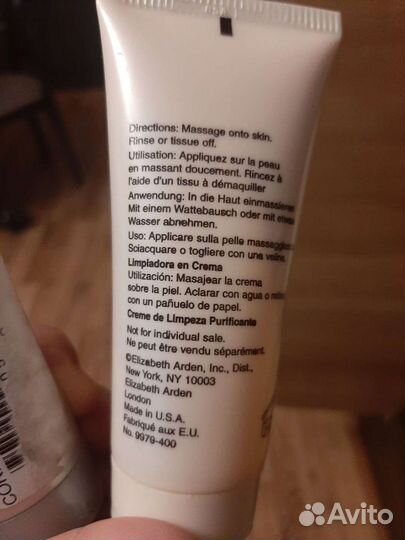 Directions: Massage onto skin.
Rinse or tissue off.
Utilisation: Appliquez sur la peau
en massant doucement. Rincez à
l'aide d'un tissu à démaquiller
Anwendung: In die Haut einmassieren
Mit einem Wattebausch oder mit etwas
Wasser abnehmen.
Uso: Applicare sulla pelle
Sciacquare o togliere con una velina.
Limpiadora en Crema
Utilización: Masajear la crema
sobre la piel. Aclarar con agua o
con un pañuelo de papel.
Creme de Limpeza Purificante
Not for individual sale.
Ne peut être vendu séparément.
©Elizabeth Arden, Inc., Dist.,
New York, NY 10003
Elizabeth Arden
London
Made in U.S.A.
Fabriqué aux E.U.
No. 9979-400
CON
Avito